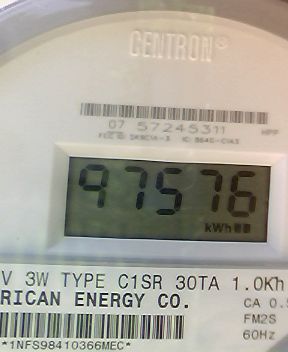 CENTRON®
07 57245311 HPP
97576
kWh
V 3W TYPE C1SR 30TA 1.0Kh
RICAN ENERGY CO.
CA 0.5
FM2S
60Hz
*1NFS98410366MEC*